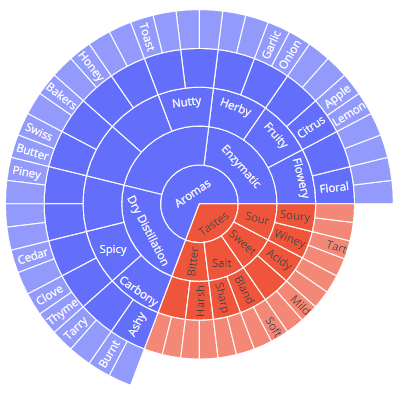 Aromas
Tastes
Enzymatic
Dry Distillation
Sour
Sweet
Salt
Bitter
Flowery
Fruity
Herby
Nutty
Spicy
Carbony
Soury
Winey
Acidy
Bland
Sharp
Harsh
Floral
Citrus
Ashy
Tart
Mild
Soft
Lemon
Apple
Onion
Garlic
Toast
Honey
Bakers
Swiss
Butter
Piney
Cedar
Clove
Thyme
Tarry
Burnt